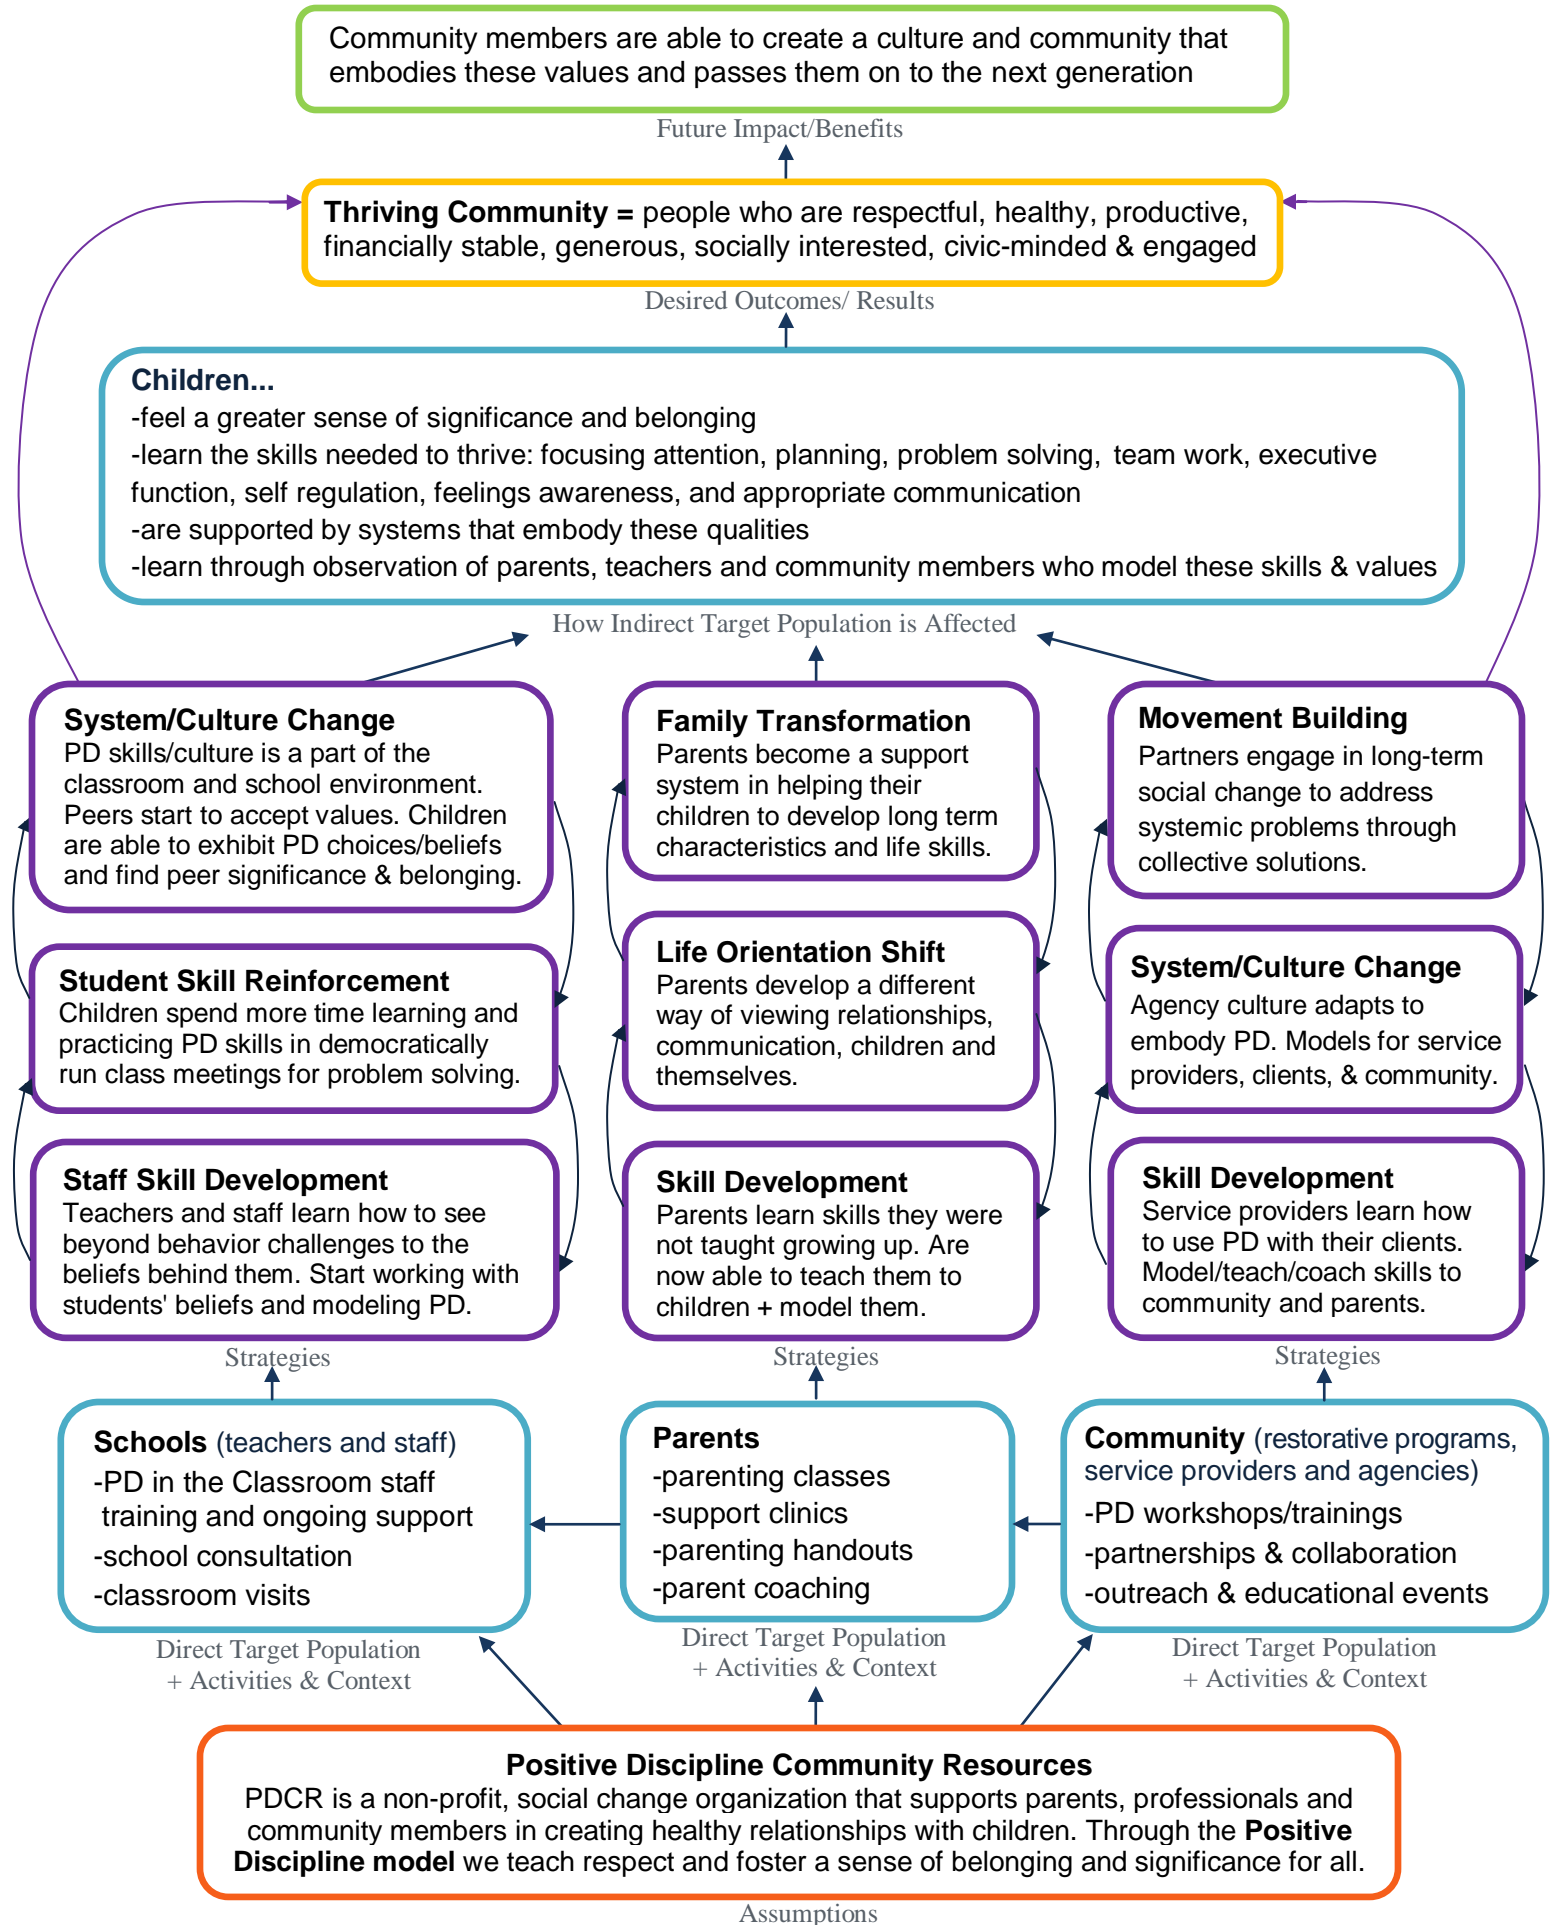 Community members are able to create a culture and community that
embodies these values and passes them on to the next generation
Future Impact/Benefits
Thriving Community = people who are respectful, healthy, productive,
financially stable, generous, socially interested, civic-minded & engaged
Desired Outcomes/ Results
Children...
-feel a greater sense of significance and belonging
-learn the skills needed to thrive: focusing attention, planning, problem solving, team work, executive
function, self regulation, feelings awareness, and appropriate communication
-are supported by systems that embody these qualities
-learn through observation of parents, teachers and community members who model these skills & values
How Indirect Target Population is Affected
System/Culture Change
PD skills/culture is a part of the
classroom and school environment.
Peers start to accept values. Children
are able to exhibit PD choices/beliefs
and find peer significance & belonging.
Student Skill Reinforcement
Children spend more time learning and
practicing PD skills in democratically
run class meetings for problem solving.
Staff Skill Development
Teachers and staff learn how to see
beyond behavior challenges to the
beliefs behind them. Start working with
students' beliefs and modeling PD.
Strategies
Family Transformation
Parents become a support
system in helping their
children to develop long term
characteristics and life skills.
Life Orientation Shift
Parents develop a different
way of viewing relationships,
communication, children and
themselves.
Skill Development
Parents learn skills they were
not taught growing up. Are
now able to teach them to
children + model them.
Strategies
Movement Building
Partners engage in long-term
social change to address
systemic problems through
collective solutions.
System/Culture Change
Agency culture adapts to
embody PD. Models for service
providers, clients, & community.
Skill Development
Service providers learn how
to use PD with their clients.
Model/teach/coach skills to
community and parents.
Strategies
Schools (teachers and staff)
-PD in the Classroom staff
training and ongoing support
-school consultation
-classroom visits
Direct Target Population
+ Activities & Context
Parents
-parenting classes
-support clinics
-parenting handouts
-parent coaching
Direct Target Population
+ Activities & Context
Community (restorative programs,
service providers and agencies)
-PD workshops/trainings
-partnerships & collaboration
-outreach & educational events
Direct Target Population
+ Activities & Context
Positive Discipline Community Resources
PDCR is a non-profit, social change organization that supports parents, professionals and
community members in creating healthy relationships with children. Through the Positive
Discipline model we teach respect and foster a sense of belonging and significance for all.
Assumptions